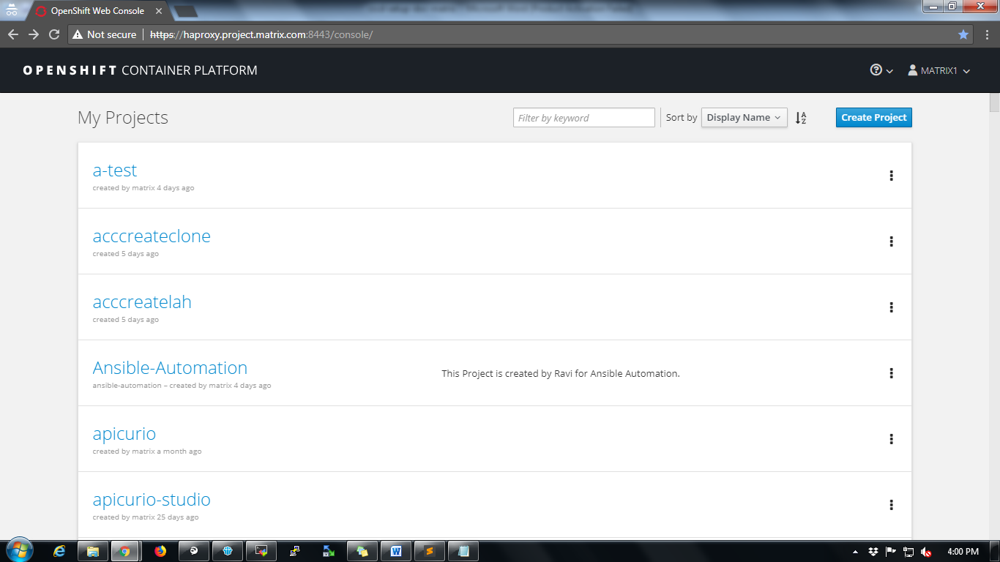 OpenShift Web Console
Not secure | https://haproxy.project.matrix.com:8443/console/
OPENSHIFT CONTAINER PLATFORM
MATRIX1
My Projects
Filter by keyword
Sort by
Display Name
Create Project
a-test
created by matrix 4 days ago
acccreateclone
created 5 days ago
acccreatelah
created 5 days ago
Ansible-Automation
ansible-automation – created by matrix 4 days ago
This Project is created by Ravi for Ansible Automation.
apicurio
created by matrix a month ago
apicurio-studio
created by matrix 25 days ago
4:00 PM